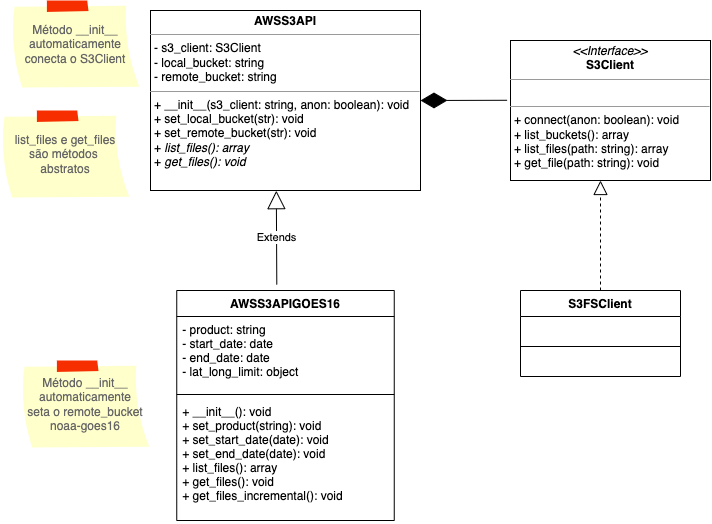 Método __init__
automaticamente
conecta o S3Client
list_files e get_files
são métodos
abstratos
AWSS3API
- s3_client: S3Client
- local_bucket: string
- remote_bucket: string
+ __init__(s3_client: string, anon: boolean): void
+ set_local_bucket(str): void
+ set_remote_bucket(str): void
+ list_files(): array
+ get_files(): void
<<Interface>>
S3Client
+ connect(anon: boolean): void
+ list_buckets(): array
+ list_files(path: string): array
+ get_file(path: string): void
Extends
Método __init__
automaticamente
seta o remote_bucket
noaa-goes16
AWSS3APIGOES16
- product: string
- start_date: date
- end_date: date
- lat_long_limit: object
+ __init__(): void
+ set_product(string): void
+ set_start_date(date): void
+ set_end_date(date): void
+ list_files(): array
+ get_files(): void
+ get_files_incremental(): void
S3FSClient